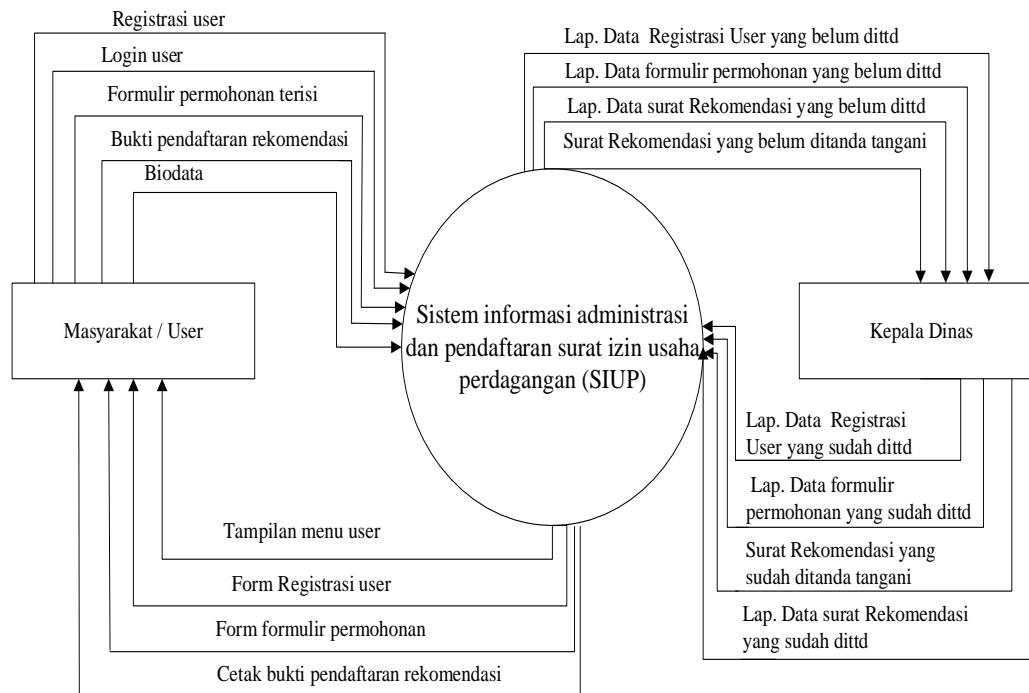 Registrasi user
Login user
Formulir permohonan terisi
Bukti pendaftaran rekomendasi
Biodata
Lap. Data Registrasi User yang belum dittd
Lap. Data formulir permohonan yang belum dittd
Lap. Data surat Rekomendasi yang belum dittd
Surat Rekomendasi yang belum ditanda tangani
Masyarakat / User
Sistem informasi administrasi
dan pendaftaran surat izin usaha
perdagangan (SIUP)
Kepala Dinas
Lap. Data Registrasi
User yang sudah dittd
Lap. Data formulir
permohonan yang sudah dittd
Surat Rekomendasi yang
sudah ditanda tangani
Lap. Data surat Rekomendasi
yang sudah dittd
Tampilan menu user
Form Registrasi user
Form formulir permohonan
Cetak bukti pendaftaran rekomendasi